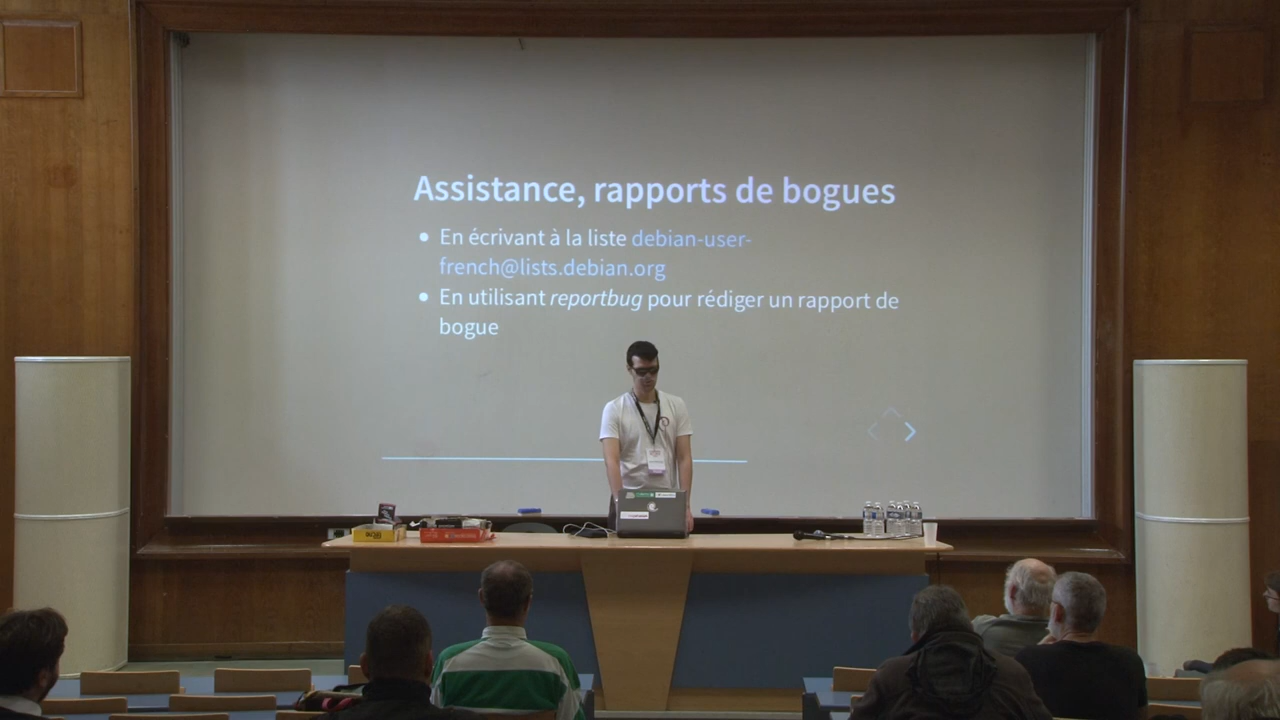 Assistance, rapports de bogues
• En écrivant à la liste debian-user-
french@lists.debian.org
• En utilisant reportbug pour rédiger un rapport de
bogue